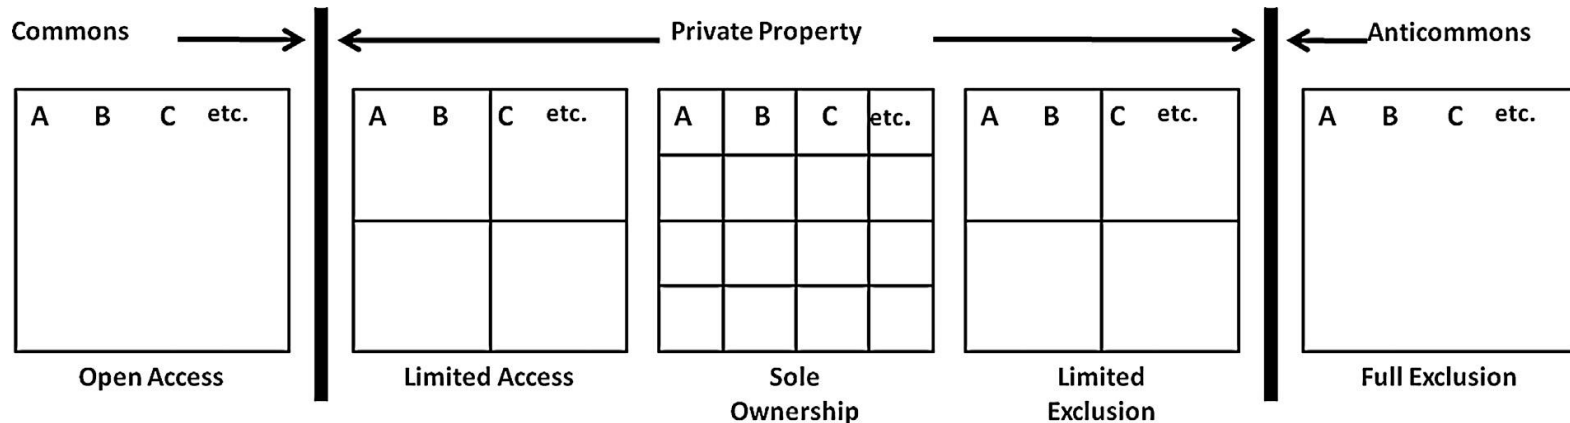 Commons Private Property Anticommons
A B C etc. A B C etc. A B C etc. A B C etc. A B C etc.
Open Access Limited Access Sole Limited Full Exclusion
Ownership Exclusion